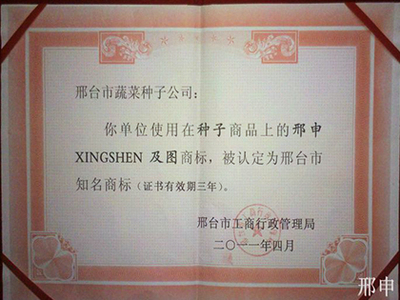 邢台市蔬菜种子公司：
你单位使用在种子商品上的邢申
XINGSHEN 及图商标，被认定为邢台市
知名商标（证书有效期三年）。
邢台市工商行政管理局
二〇一一年四月
邢申